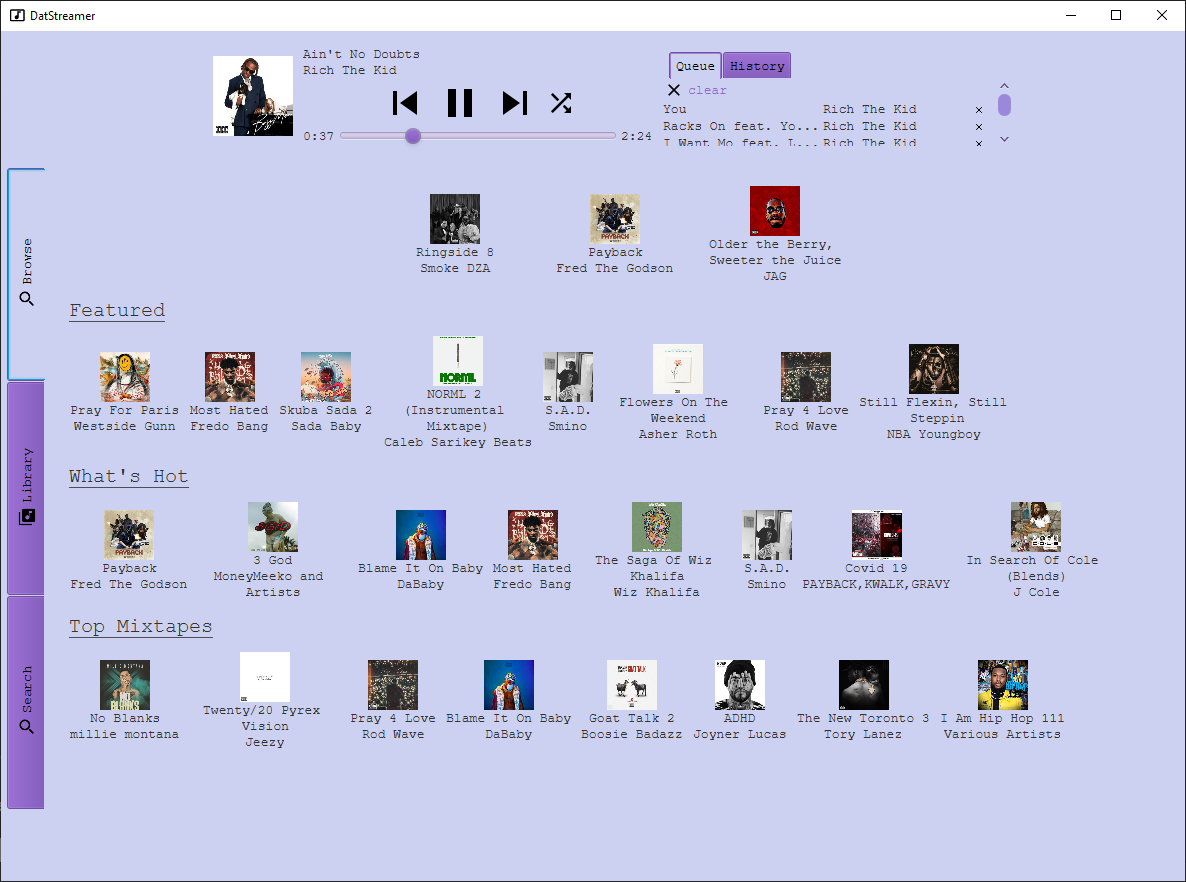 DatStreamer
Ain't No Doubts
Rich The Kid
0:37
2:24
Queue
History
clear
You Rich The Kid
Racks On feat. Yo... Rich The Kid
I Want Mo feat. L... Rich The Kid
Browse
Library
Search
Ringside 8
Smoke DZA
PAYBACK
Payback
Fred The Godson
Older the Berry,
Sweeter the Juice
JAG
Featured
Pray For Paris
Westside Gunn
Most Hated
Fredo Bang
Skuba Sada 2
Sada Baby
NORML
NORML 2
(Instrumental
Mixtape)
Caleb Sarikey Beats
S.A.D.
Smino
Flowers On The
Weekend
Asher Roth
Pray 4 Love
Rod Wave
Still Flexin, Still
Steppin
NBA Youngboy
What's Hot
PAYBACK
Payback
Fred The Godson
3 God
MoneyMeeko and
Artists
Blame It On Baby
DaBaby
Most Hated
Fredo Bang
The Saga Of Wiz
Khalifa
Wiz Khalifa
S.A.D.
Smino
Covid 19
PAYBACK,KWALK,GRAVY
In Search Of Cole
(Blends)
J Cole
Top Mixtapes
No Blanks
millie montana
Twenty/20 Pyrex
Vision
Jeezy
Pray 4 Love
Rod Wave
Blame It On Baby
DaBaby
GOAT TALK
Goat Talk 2
Boosie Badazz
ADHD
Joyner Lucas
The New Toronto 3
Tory Lanez
I Am Hip Hop 111
Various Artists